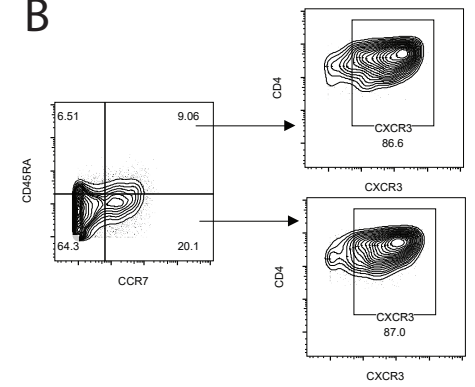 B
6.51
9.06
CD45RA
64.3
20.1
CCR7
CD4
CXCR3
86.6
CXCR3
CD4
CXCR3
87.0
CXCR3